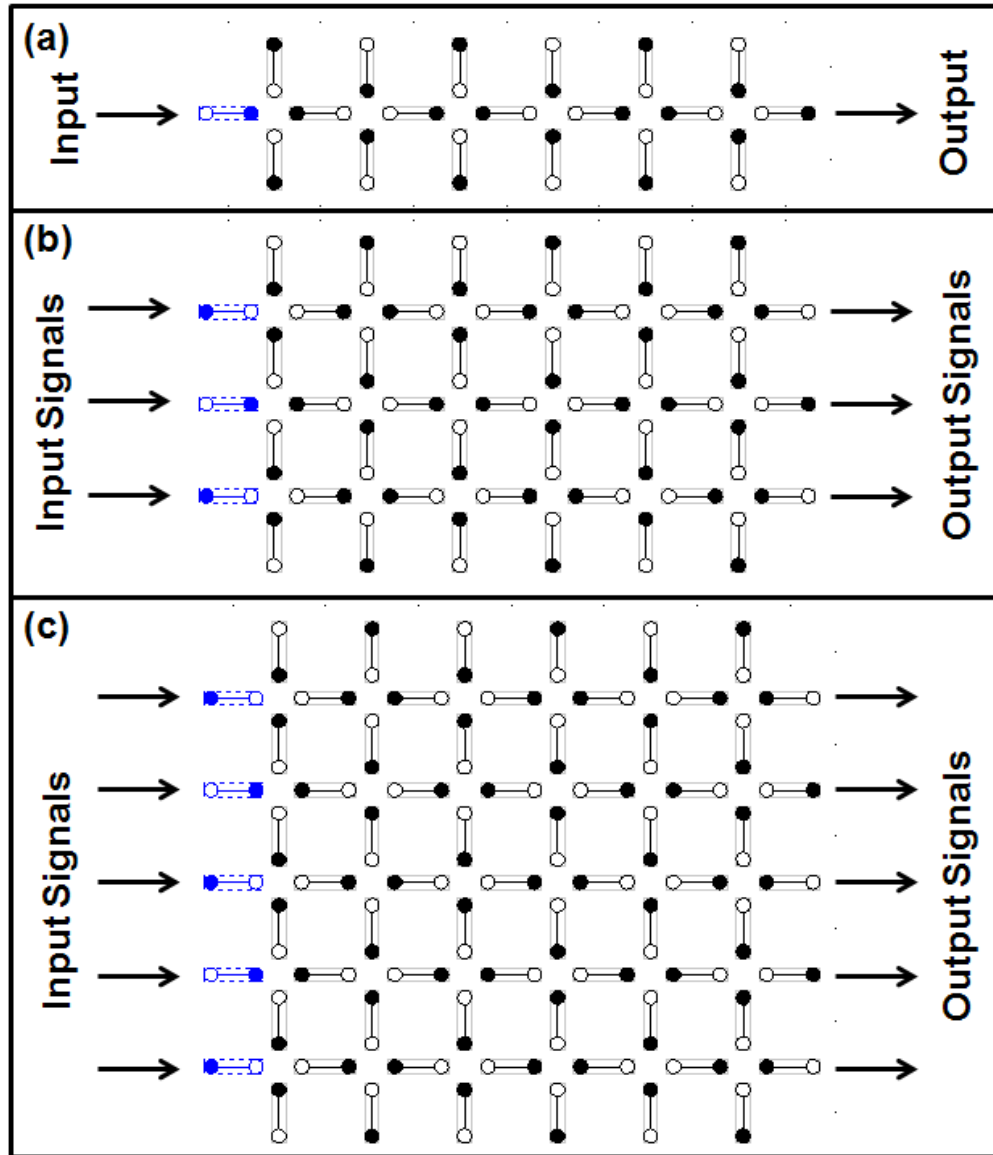 (a)
Input
Output
(b)
Input Signals
Output Signals
(c)
Input Signals
Output Signals